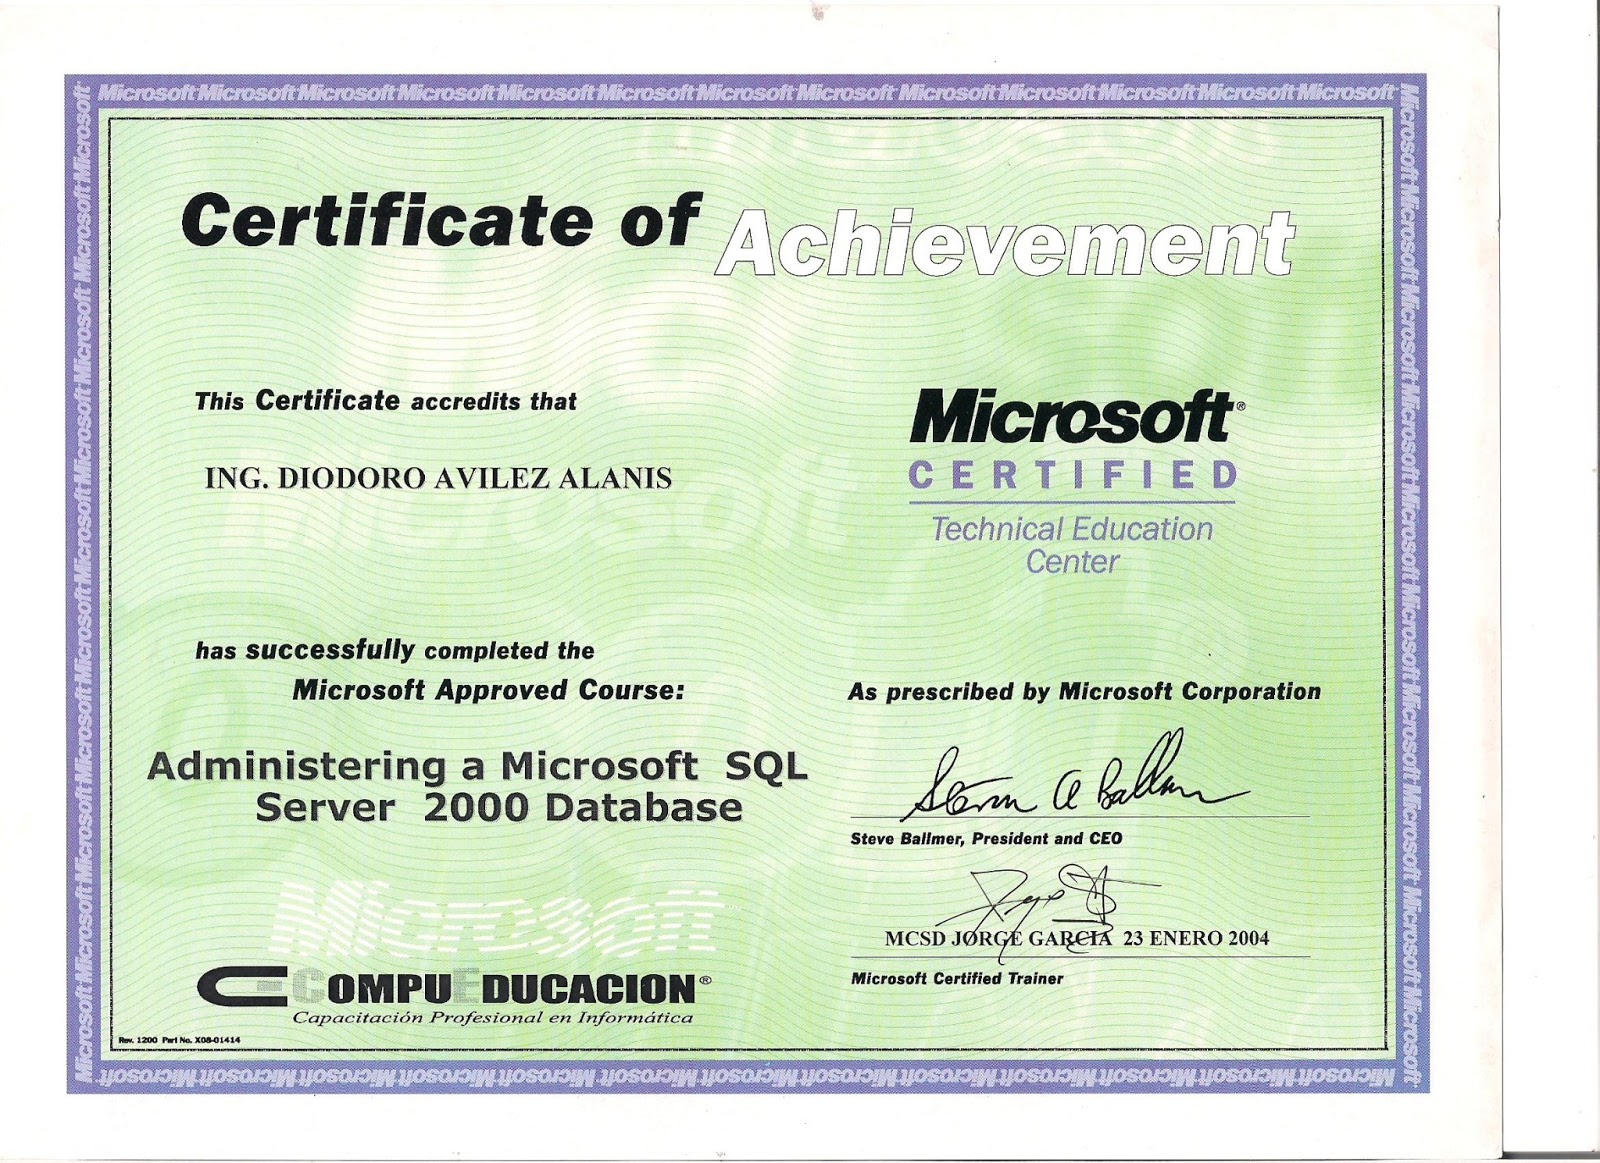 Microsoft Microsoft Microsoft Microsoft Microsoft Microsoft Microsoft Microsoft Microsoft Microsoft Microsoft Microsoft Microsoft
Certificate of Achievement
This Certificate accredits that
ING. DIODORO AVILEZ ALANIS
Microsoft®
CERTIFIED
Technical Education
Center
has successfully completed the
Microsoft Approved Course:
Administering a Microsoft SQL
Server 2000 Database
As prescribed by Microsoft Corporation
Steven A Ballmer
Steve Ballmer, President and CEO
MCSD JORGE GARCIA 23 ENERO 2004
Microsoft Certified Trainer
Microsoft
COMPUEDUCACION®
Capacitación Profesional en Informática
Rev. 1200 Part No. X08-01414